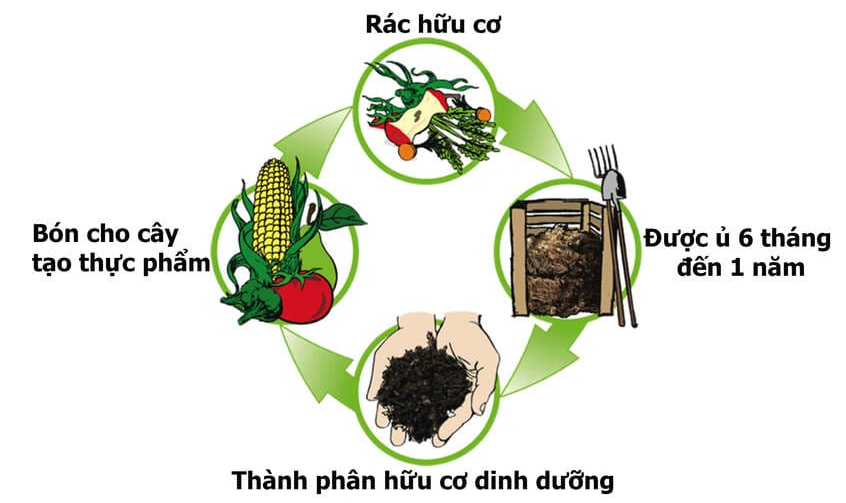 Rác hữu cơ
Được ủ 6 tháng
đến 1 năm
Thành phân hữu cơ dinh dưỡng
Bón cho cây
tạo thực phẩm